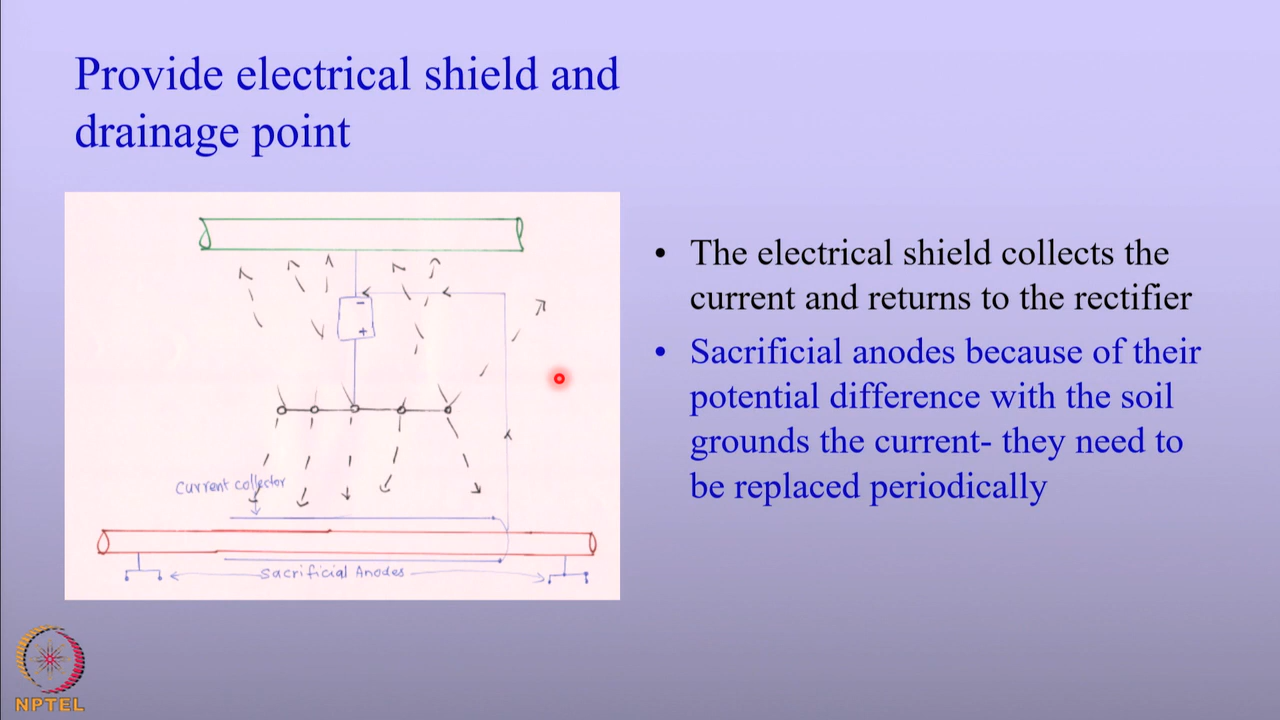 Provide electrical shield and
drainage point
-
+
Current collector
Sacrificial Anodes
• The electrical shield collects the
current and returns to the rectifier
• Sacrificial anodes because of their
potential difference with the soil
grounds the current- they need to
be replaced periodically
NPTEL